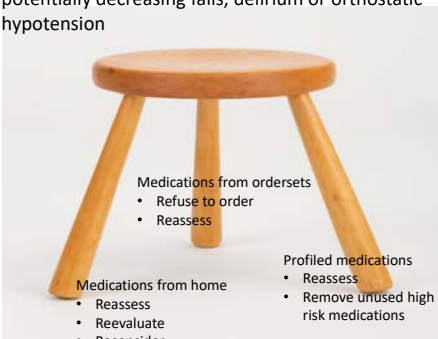 potentially decreasing falls, delirium or orthostatic
hypotension
Medications from ordersets
• Refuse to order
• Reassess
Profiled medications
• Reassess
• Remove unused high
risk medications
Medications from home
• Reassess
• Reevaluate
• Reconsider